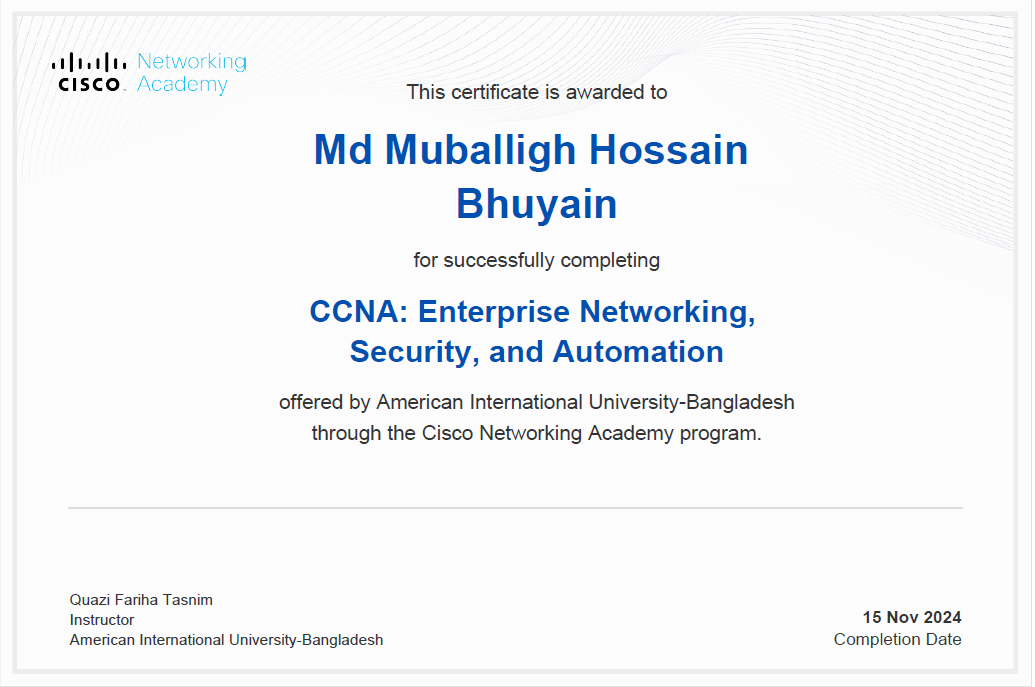 Networking
CISCO Academy
This certificate is awarded to
Md Muballigh Hossain
Bhuyain
for successfully completing
CCNA: Enterprise Networking,
Security, and Automation
offered by American International University-Bangladesh
through the Cisco Networking Academy program.
Quazi Fariha Tasnim
Instructor
American International University-Bangladesh
15 Nov 2024
Completion Date